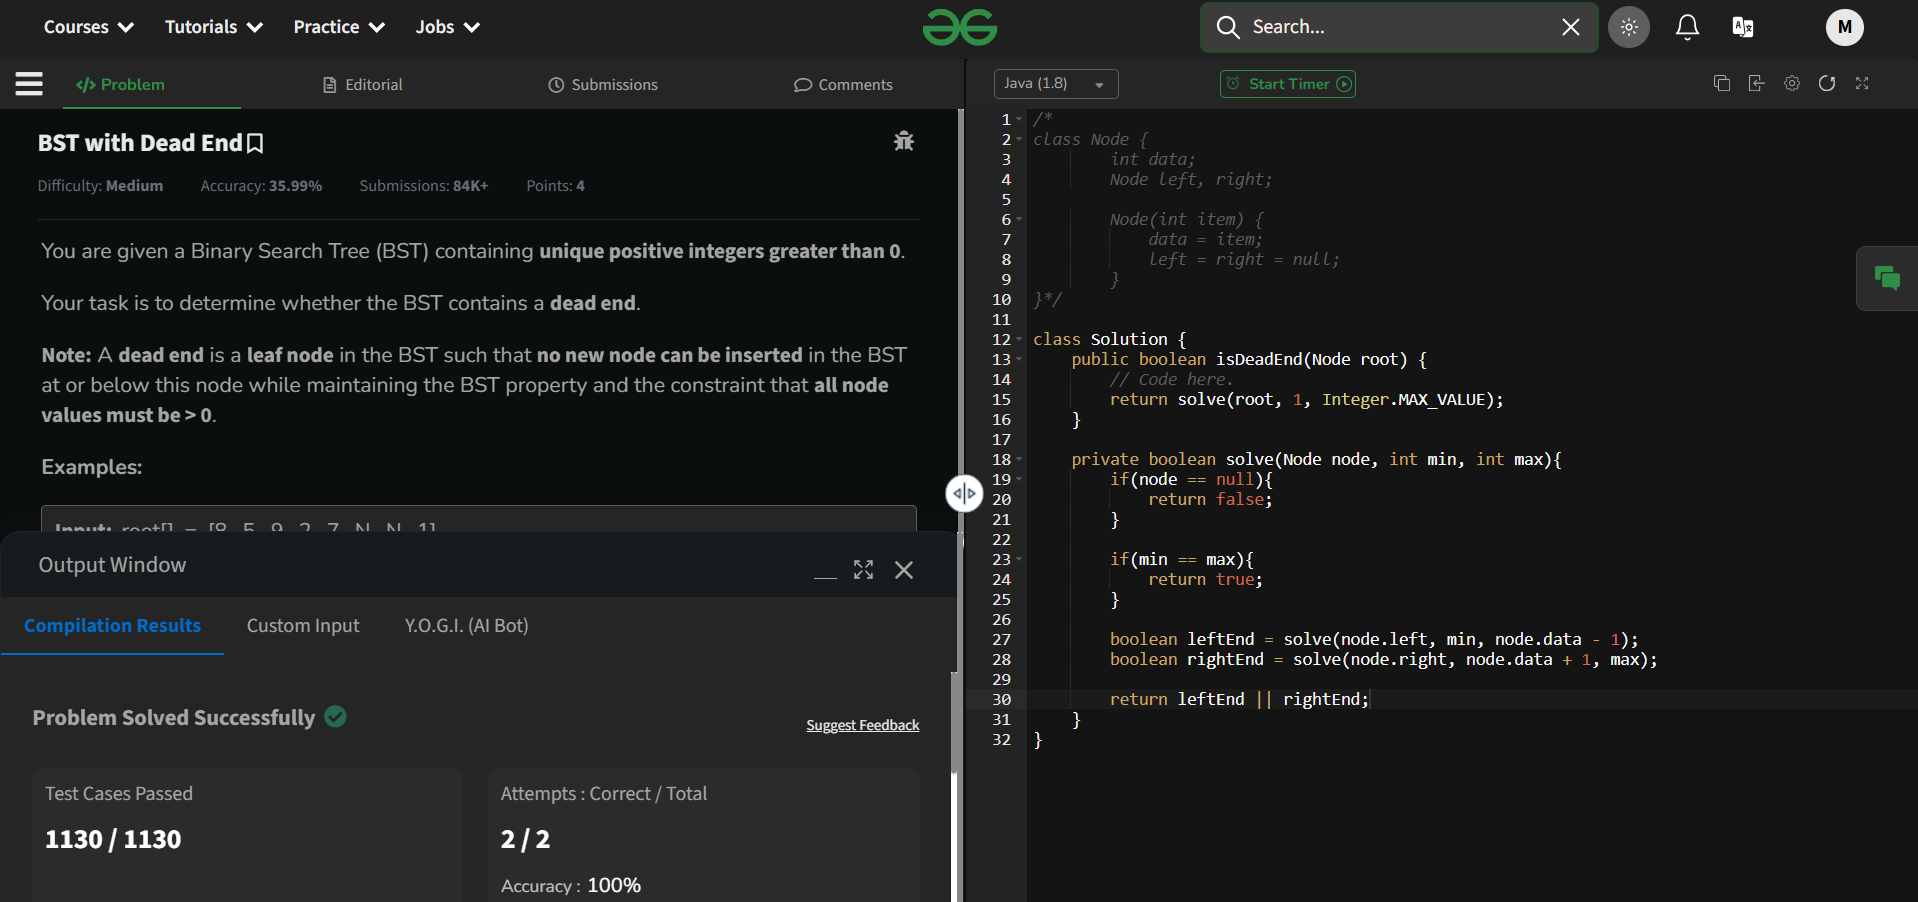 Courses Tutorials Practice Jobs Search... M
Problem Editorial Submissions Comments
Java (1.8) Start Timer
BST with Dead End
Difficulty: Medium Accuracy: 35.99% Submissions: 84K+ Points: 4
You are given a Binary Search Tree (BST) containing unique positive integers greater than 0.
Your task is to determine whether the BST contains a dead end.
Note: A dead end is a leaf node in the BST such that no new node can be inserted in the BST
at or below this node while maintaining the BST property and the constraint that all node
values must be > 0.
Examples:
Input: root[] = [8, 5, 9, 2, 7, N, N, 1]
Output Window
Compilation Results Custom Input Y.O.G.I. (AI Bot)
Problem Solved Successfully
Suggest Feedback
Test Cases Passed
1130 / 1130
Attempts : Correct / Total
2 / 2
Accuracy : 100%
1 /*
2 class Node {
3 int data;
4 Node left, right;
5
6 Node(int item) {
7 data = item;
8 left = right = null;
9 }
10 }*/
11
12 class Solution {
13 public boolean isDeadEnd(Node root) {
14 // Code here.
15 return solve(root, 1, Integer.MAX_VALUE);
16 }
17
18 private boolean solve(Node node, int min, int max){
19 if(node == null){
20 return false;
21 }
22
23 if(min == max){
24 return true;
25 }
26
27 boolean leftEnd = solve(node.left, min, node.data - 1);
28 boolean rightEnd = solve(node.right, node.data + 1, max);
29
30 return leftEnd || rightEnd;
31 }
32 }